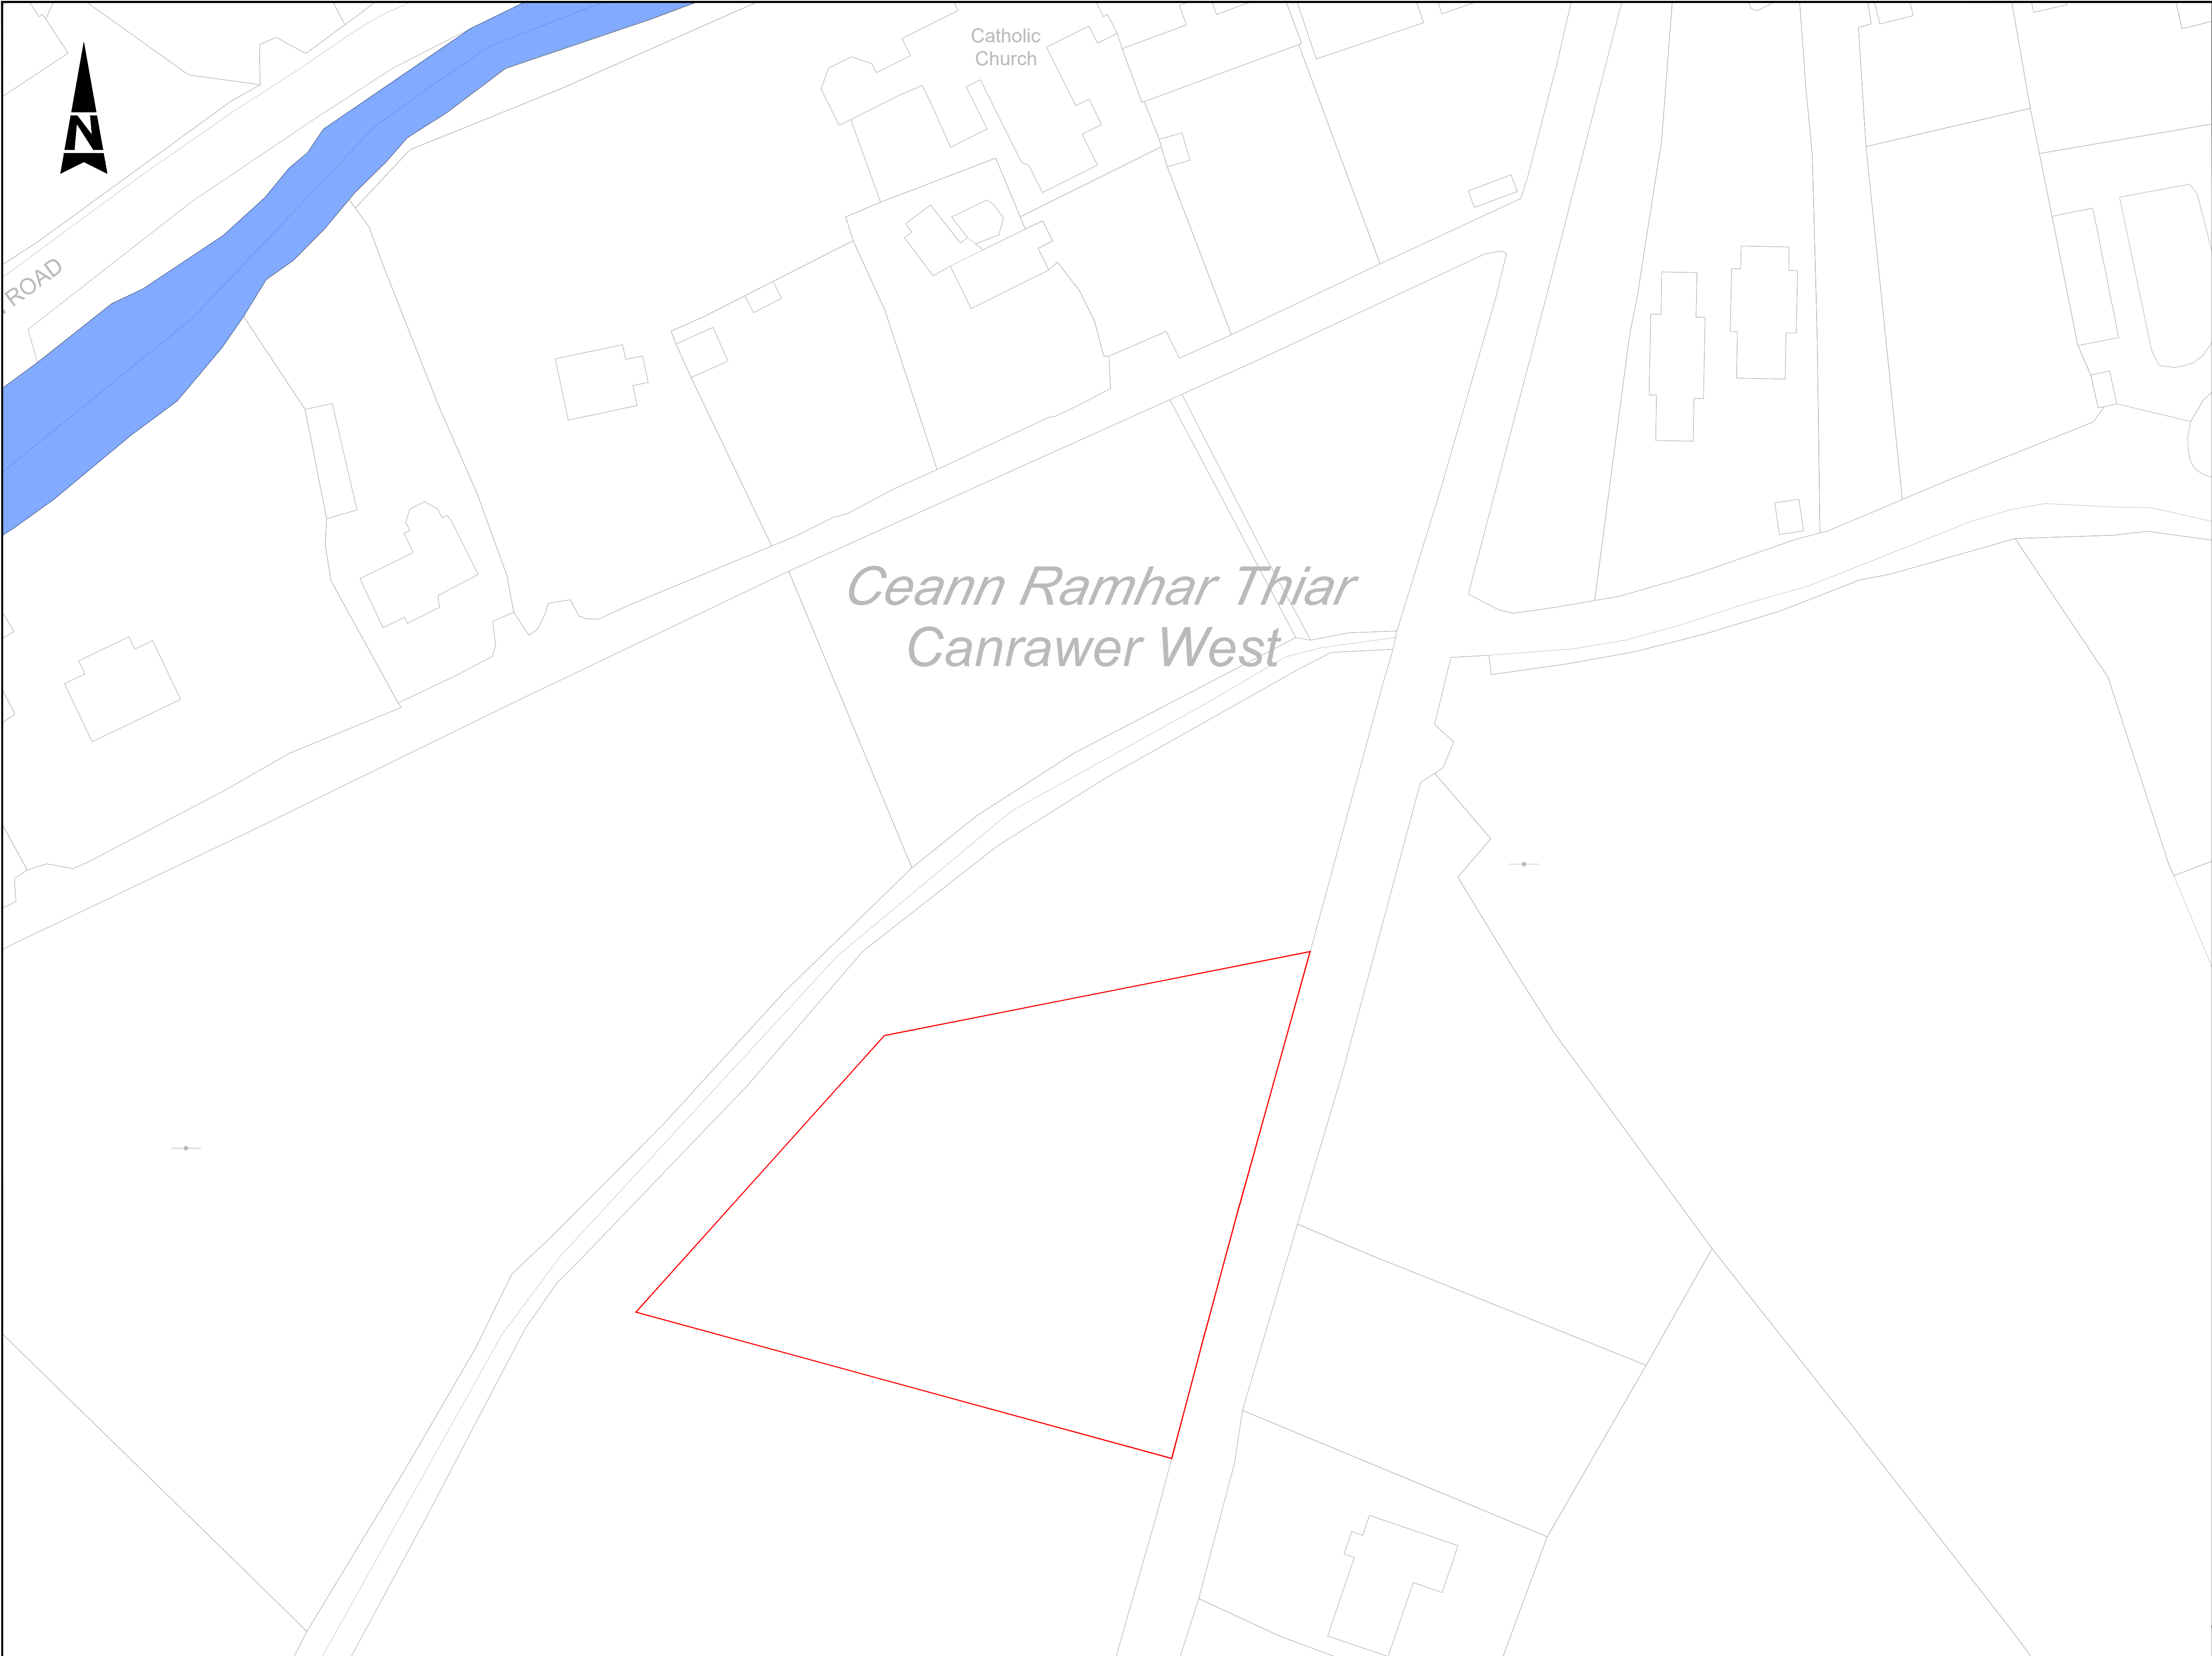 Catholic
Church
N
ROAD
Ceann Ramhar Thiar
Canrawer West